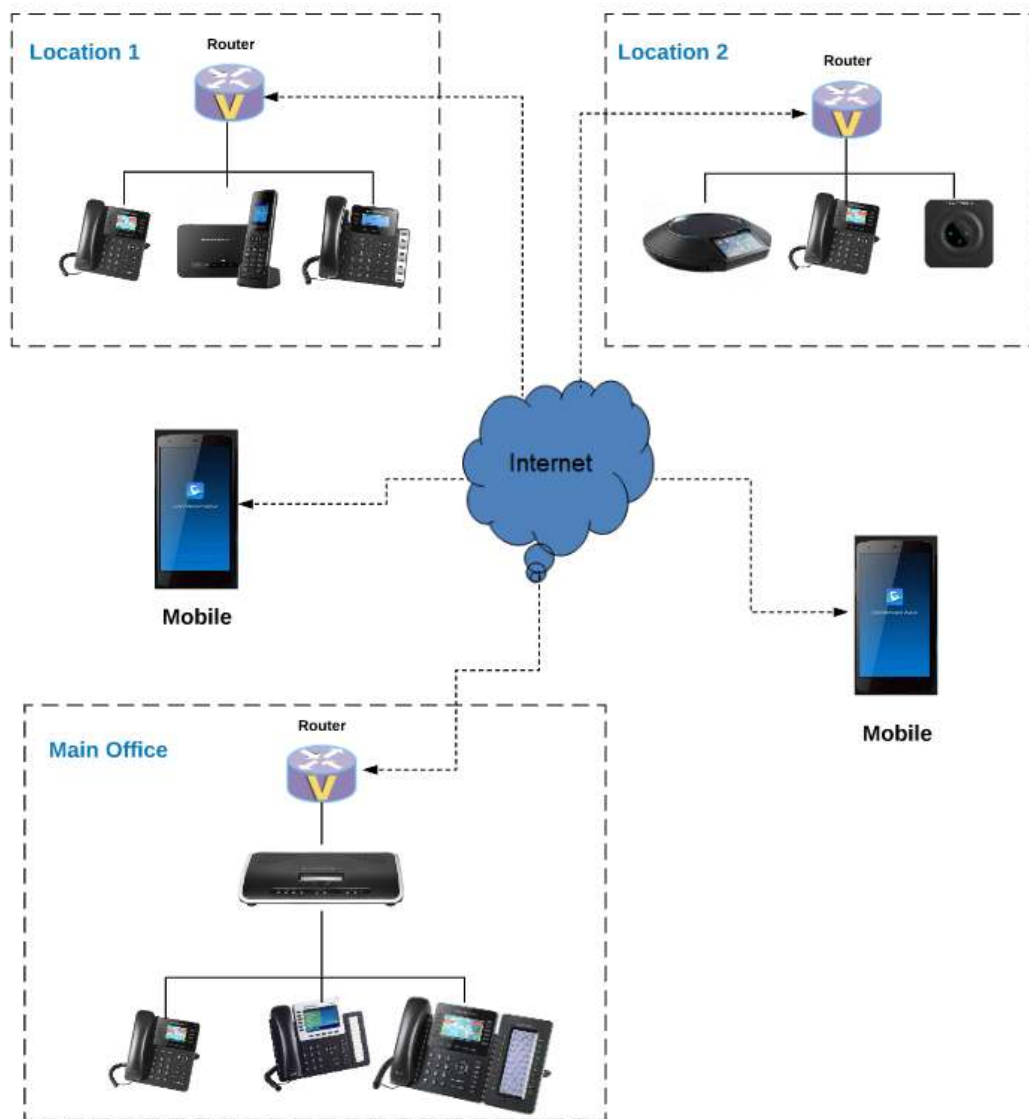 Location 1
Router
Location 2
Router
Internet
Mobile
Mobile
Main Office
Router